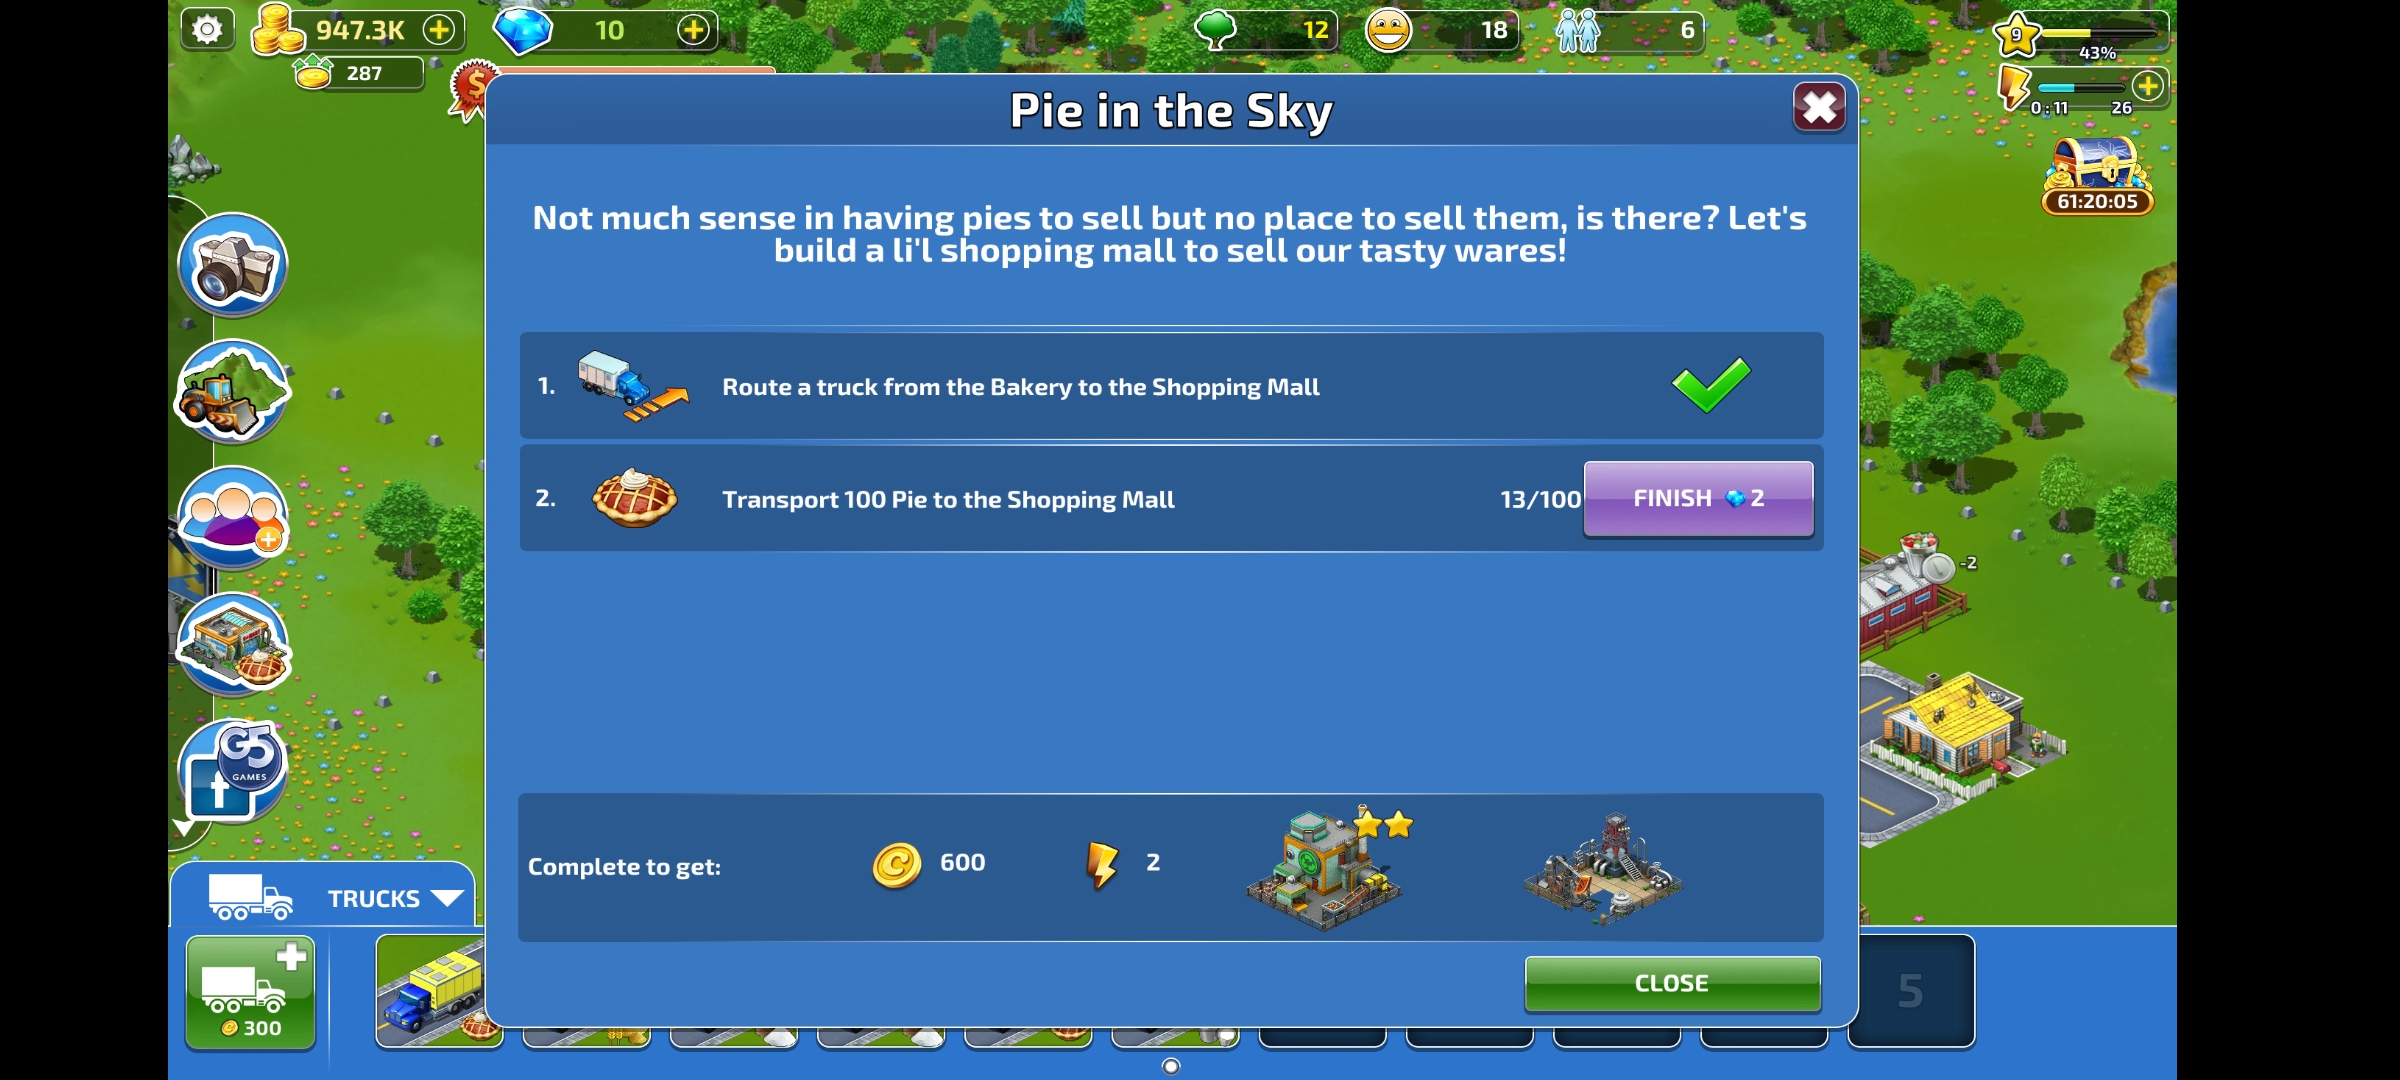 947.3K
10
12
18
6
9
43%
287
0:11
26
61:20:05
Pie in the Sky
Not much sense in having pies to sell but no place to sell them, is there? Let's
build a li'l shopping mall to sell our tasty wares!
1.
Route a truck from the Bakery to the Shopping Mall
2.
Transport 100 Pie to the Shopping Mall
13/100
FINISH 2
-2
G5
GAMES
f
Complete to get:
600
2
TRUCKS
CLOSE
300
5